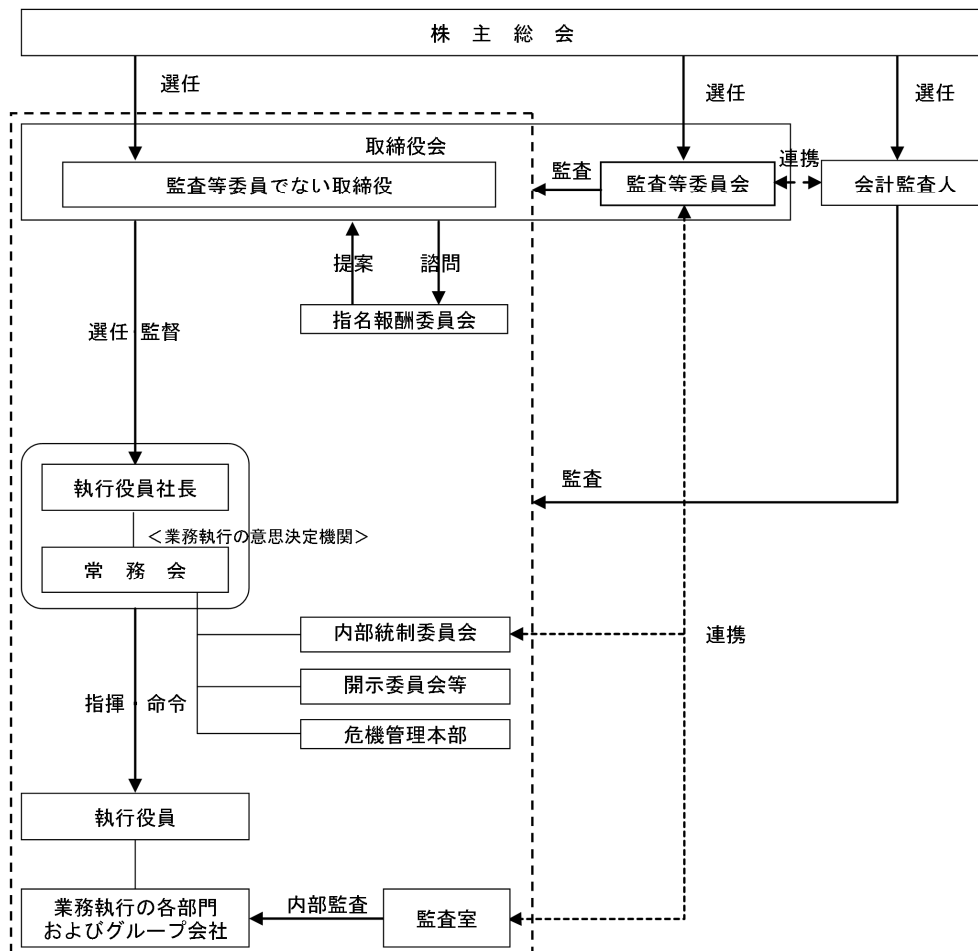 株 主 総 会
選任
選任
選任
取締役会
監査等委員でない取締役
監査
監査等委員会
連携
会計監査人
提案
諮問
指名報酬委員会
選任・監督
執行役員社長
監査
＜業務執行の意思決定機関＞
常 務 会
内部統制委員会
連携
開示委員会等
指揮・命令
危機管理本部
執行役員
業務執行の各部門
およびグループ会社
内部監査
監査室